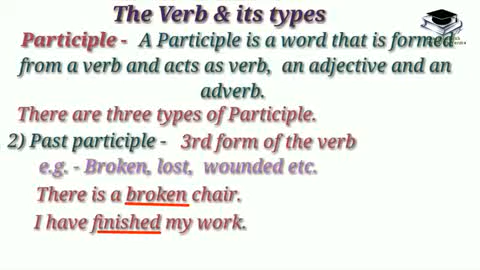 The Verb & its types
Participle - A Participle is a word that is formed
from a verb and acts as verb, an adjective and an
adverb.
There are three types of Participle.
2) Past participle - 3rd form of the verb
e.g. - Broken, lost, wounded etc.
There is a broken chair.
I have finished my work.